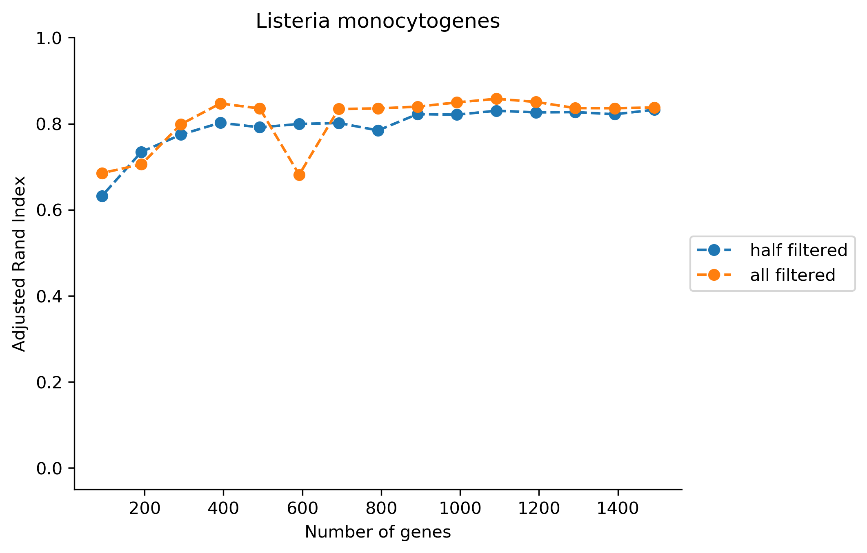 Listeria monocytogenes
1.0
0.8
0.6
0.4
0.2
0.0
Adjusted Rand Index
200 400 600 800 1000 1200 1400
Number of genes
half filtered
all filtered